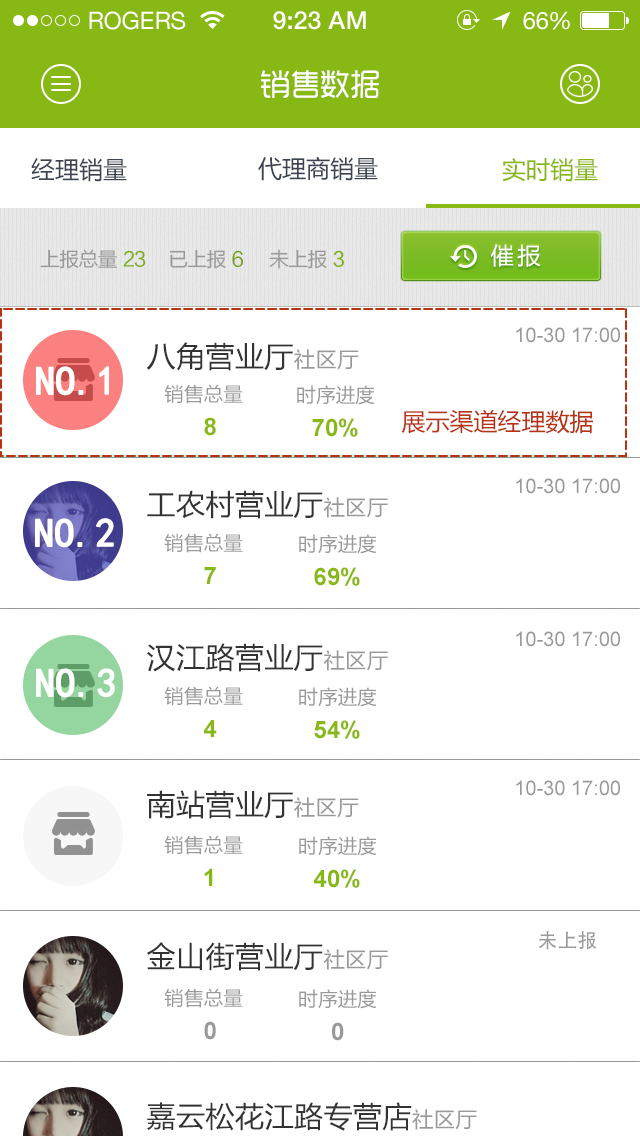 ROGERS 9:23 AM 66%
销售数据
经理销量 代理商销量 实时销量
上报总量 23 已上报 6 未上报 3 催报
10-30 17:00
八角营业厅社区厅
NO. 1
销售总量 时序进度
8 70%
展示渠道经理数据
10-30 17:00
工农村营业厅社区厅
NO. 2
销售总量 时序进度
7 69%
10-30 17:00
汉江路营业厅社区厅
NO. 3
销售总量 时序进度
4 54%
10-30 17:00
南站营业厅社区厅
销售总量 时序进度
1 40%
未上报
金山街营业厅社区厅
销售总量 时序进度
0 0
嘉云松花江路专营店社区厅